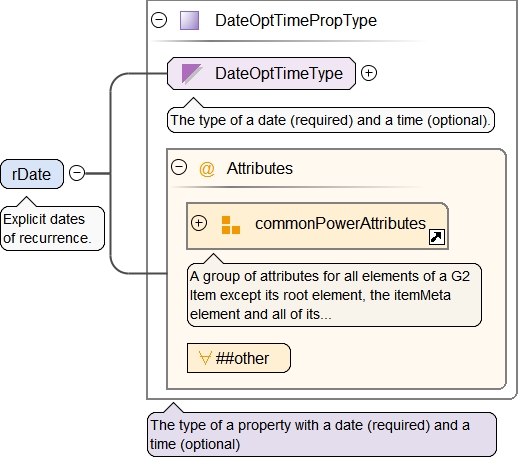 DateOptTimePropType
DateOptTimeType
The type of a date (required) and a time (optional).
rDate
Explicit dates
of recurrence.
@ Attributes
commonPowerAttributes
A group of attributes for all elements of a G2
Item except its root element, the itemMeta
element and all of its...
##other
The type of a property with a date (required) and a
time (optional)